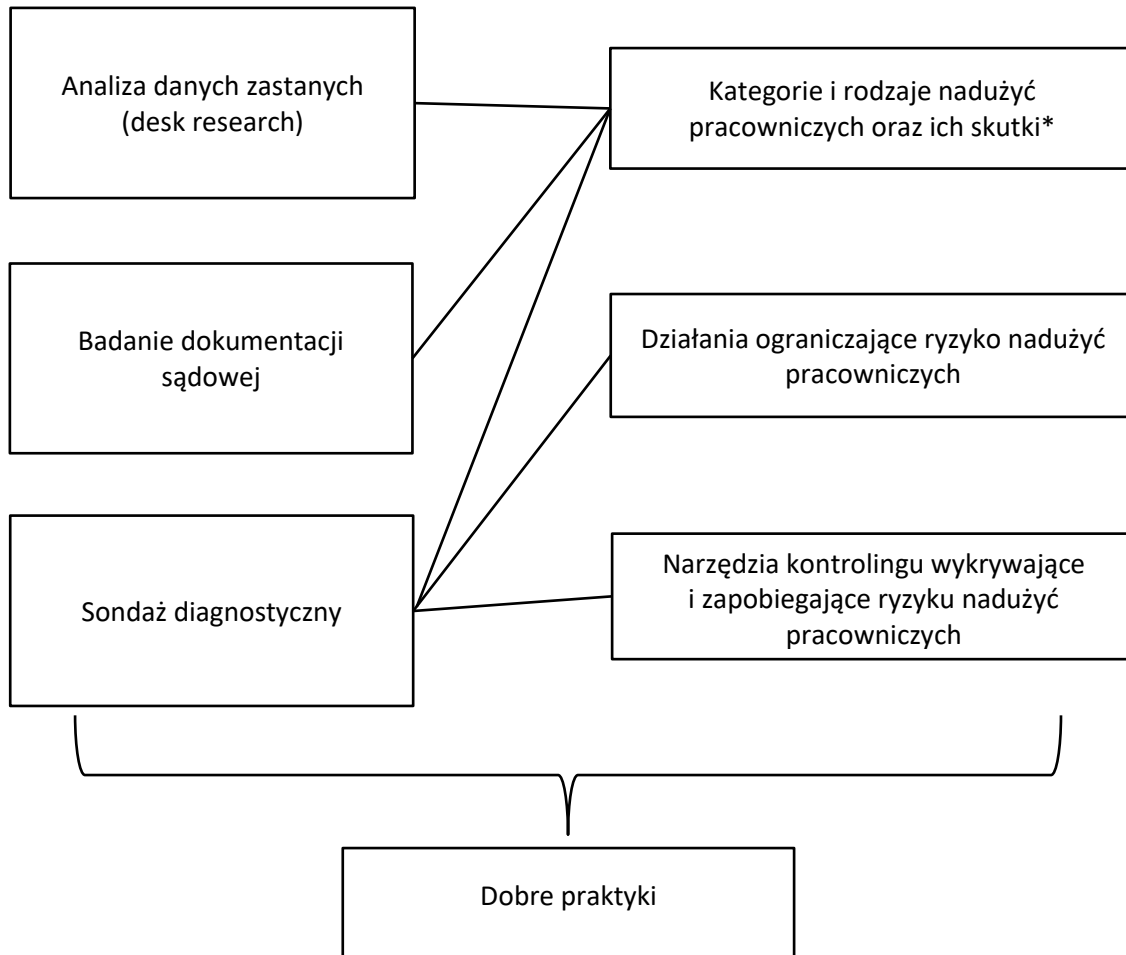 Analiza danych zastanych
(desk research)
Kategorie i rodzaje nadużyć
pracowniczych oraz ich skutki*
Badanie dokumentacji
sądowej
Działania ograniczające ryzyko nadużyć
pracowniczych
Sondaż diagnostyczny
Narzędzia kontrolingu wykrywające
i zapobiegające ryzyku nadużyć
pracowniczych
Dobre praktyki